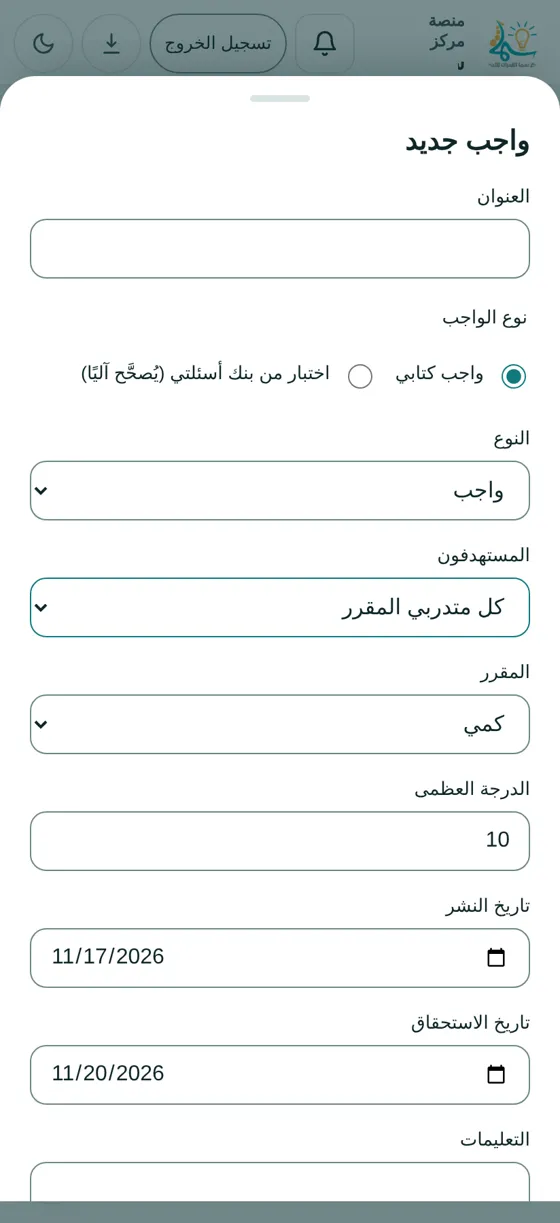 منصة
مركز
تسجيل الخروج
واجب جديد
العنوان
نوع الواجب
واجب كتابي
اختبار من بنك أسئلتي (يُصحَّح آليًا)
النوع
واجب
المستهدفون
كل متدربي المقرر
المقرر
كمي
الدرجة العظمى
10
تاريخ النشر
11/17/2026
تاريخ الاستحقاق
11/20/2026
التعليمات